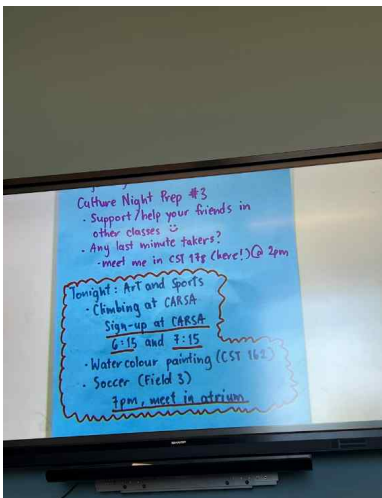 Culture Night Prep #3
· Support/help your friends in
other classes
· Any last minute takers?
- meet me in CST 178 (here!) @ 2pm
Tonight: Art and Sports
· Climbing at CARSA
Sign-up at CARSA
6:15 and 7:15
· Watercolour painting (CST 162)
· Soccer (Field 3)
7pm, meet in atrium
SHARP